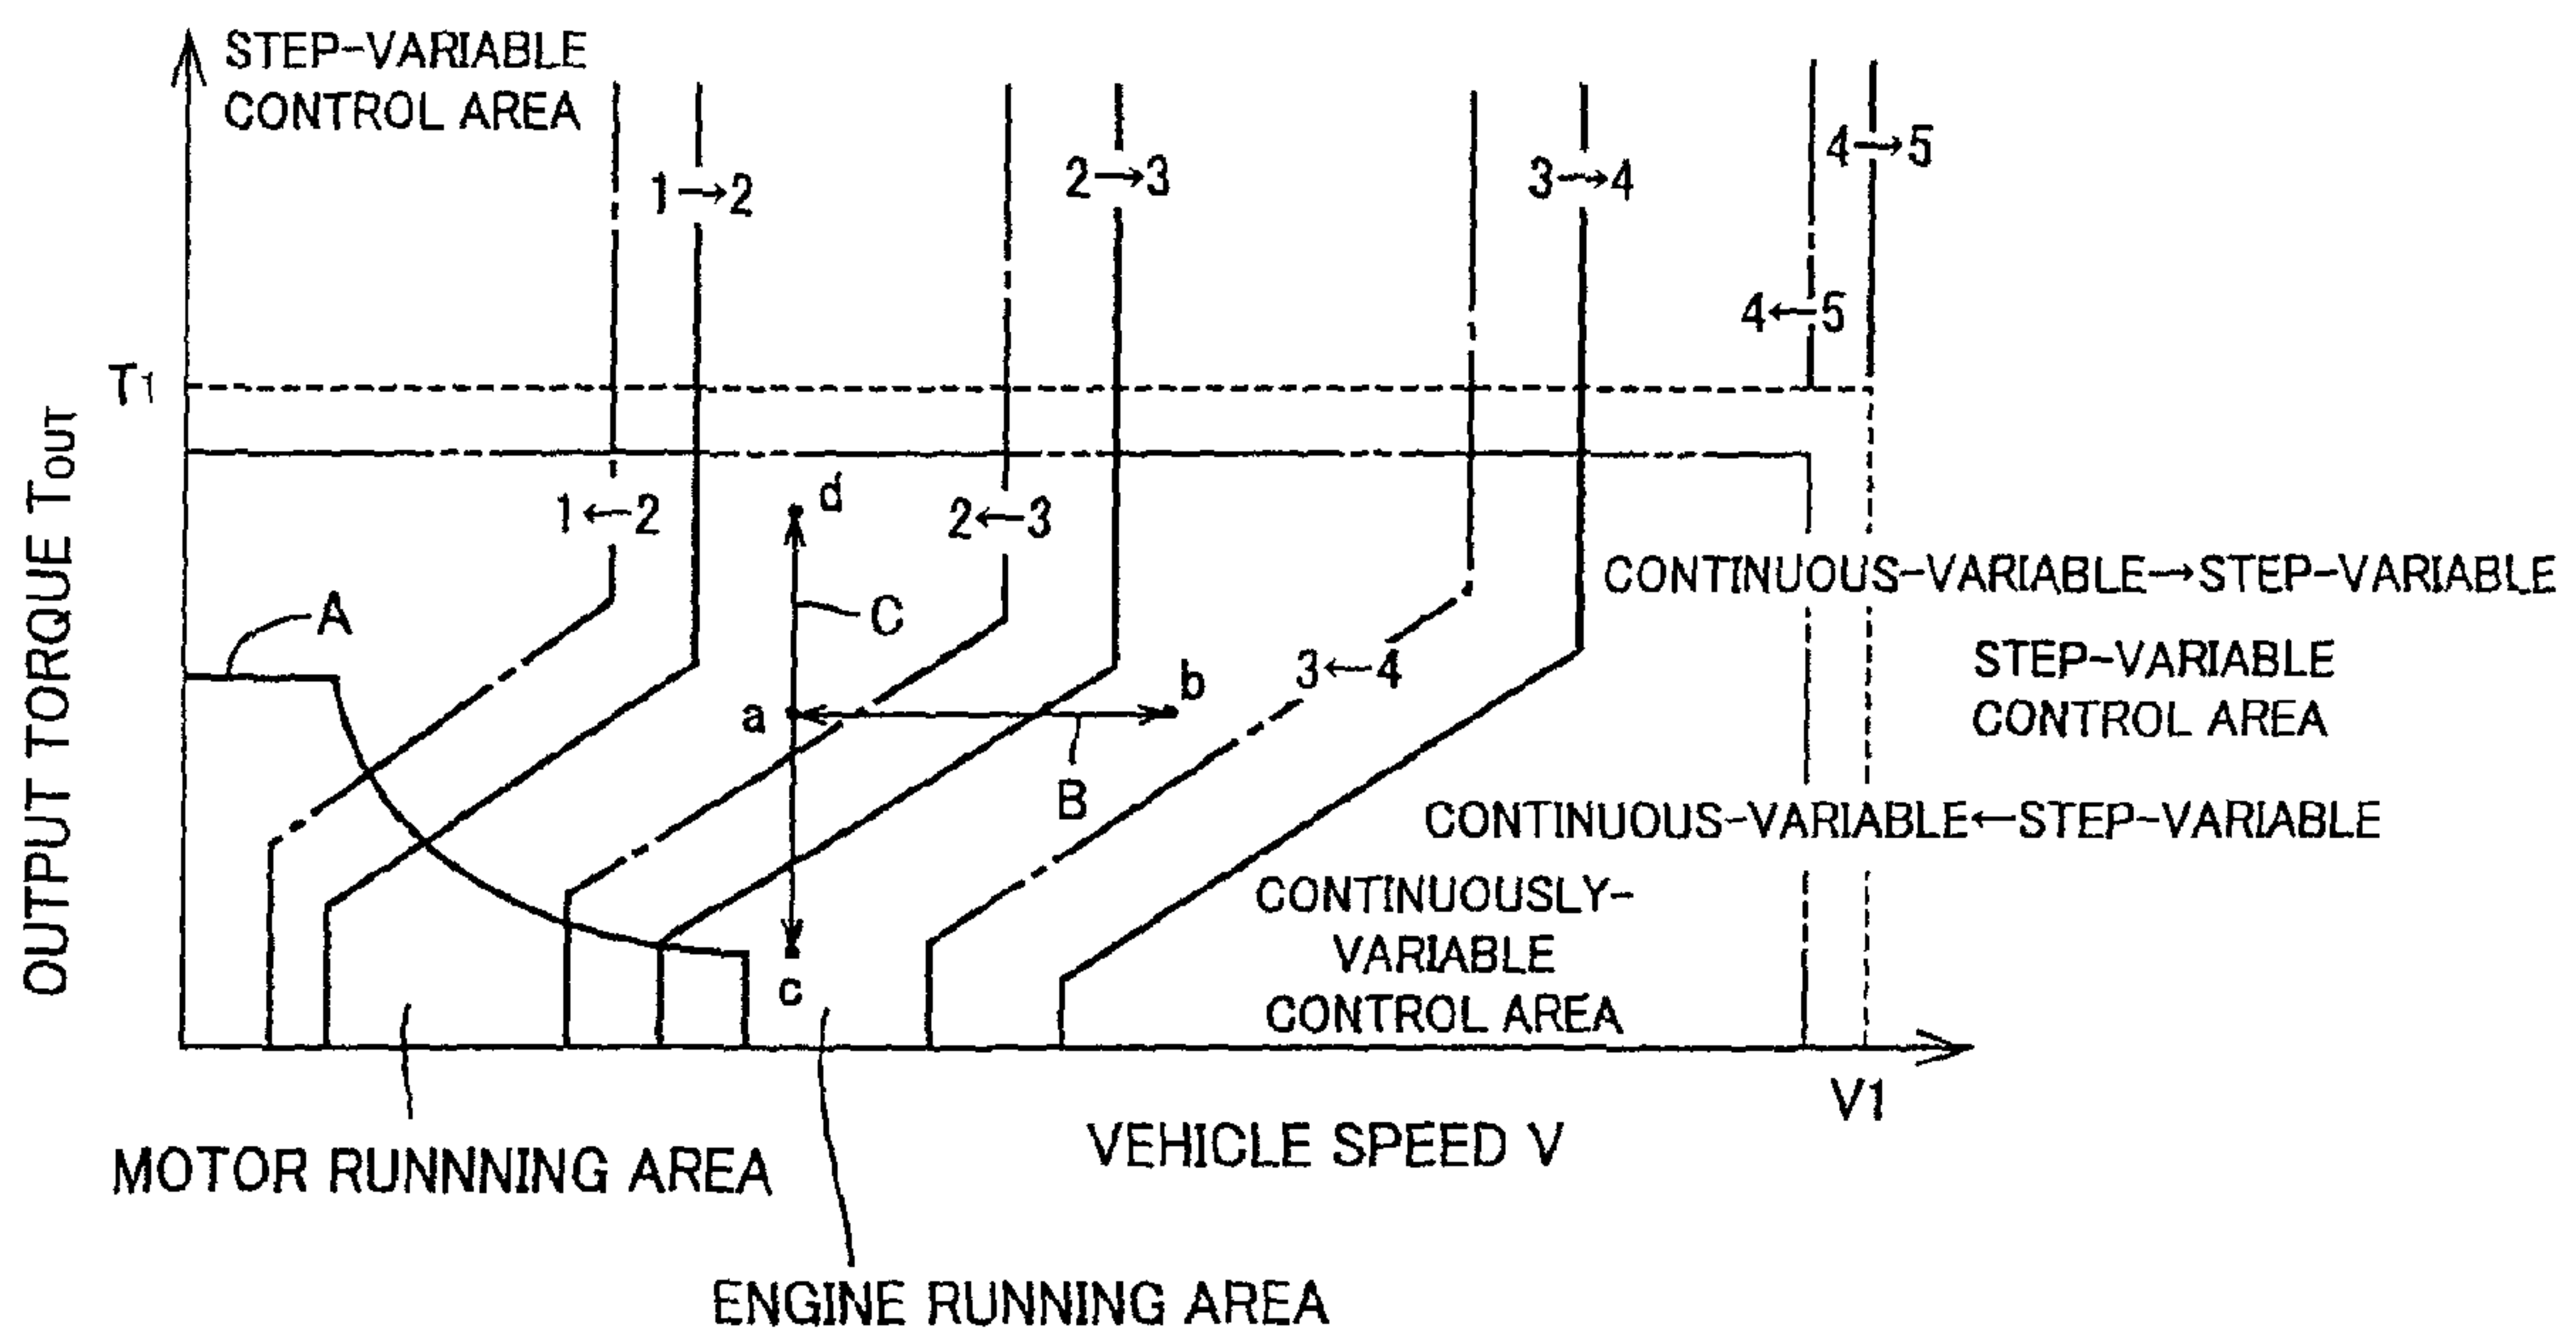 STEP-VARIABLE
CONTROL AREA
1→2
2→3
3→4
4→5
4←5
T1
OUTPUT TORQUE TOUT
1←2
d
2←3
C
A
CONTINUOUS-VARIABLE→STEP-VARIABLE
3←4
STEP-VARIABLE
CONTROL AREA
a
b
B
CONTINUOUS-VARIABLE←STEP-VARIABLE
CONTINUOUSLY-
VARIABLE
CONTROL AREA
c
V1
VEHICLE SPEED V
MOTOR RUNNNING AREA
ENGINE RUNNING AREA